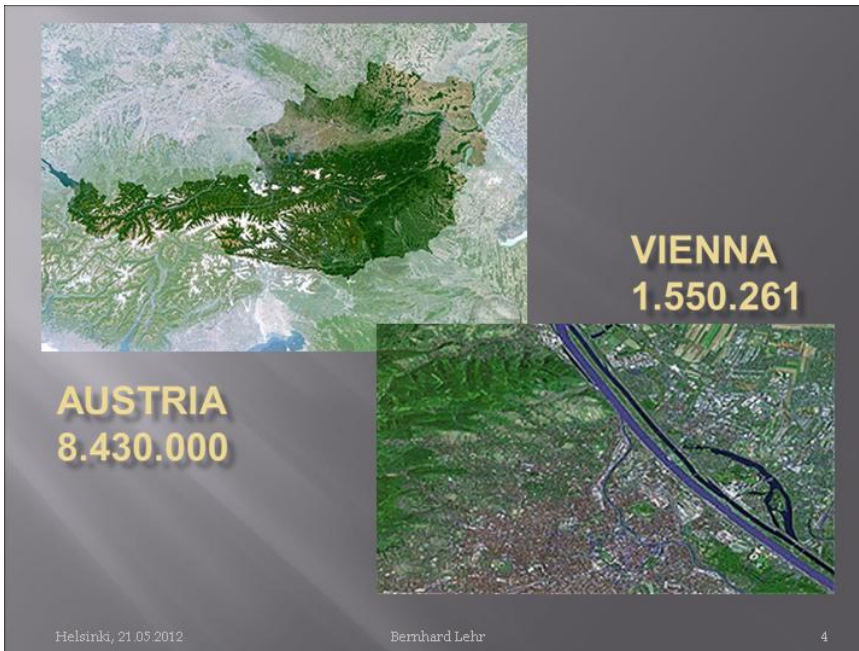 VIENNA
1.550.261
AUSTRIA
8.430.000
Helsinki, 21.05.2012
Bernhard Lehr
4